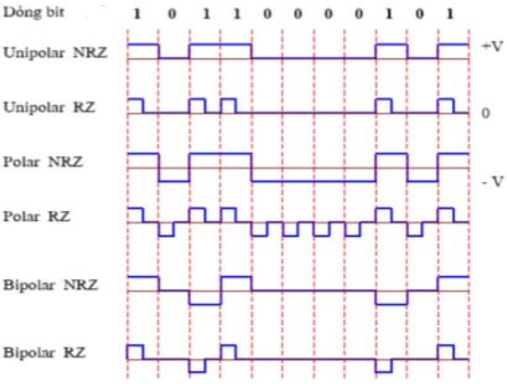 Dòng bit 1 0 1 1 0 0 0 0 1 0 1
Unipolar NRZ +V
Unipolar RZ 0
Polar NRZ - V
Polar RZ
Bipolar NRZ
Bipolar RZ